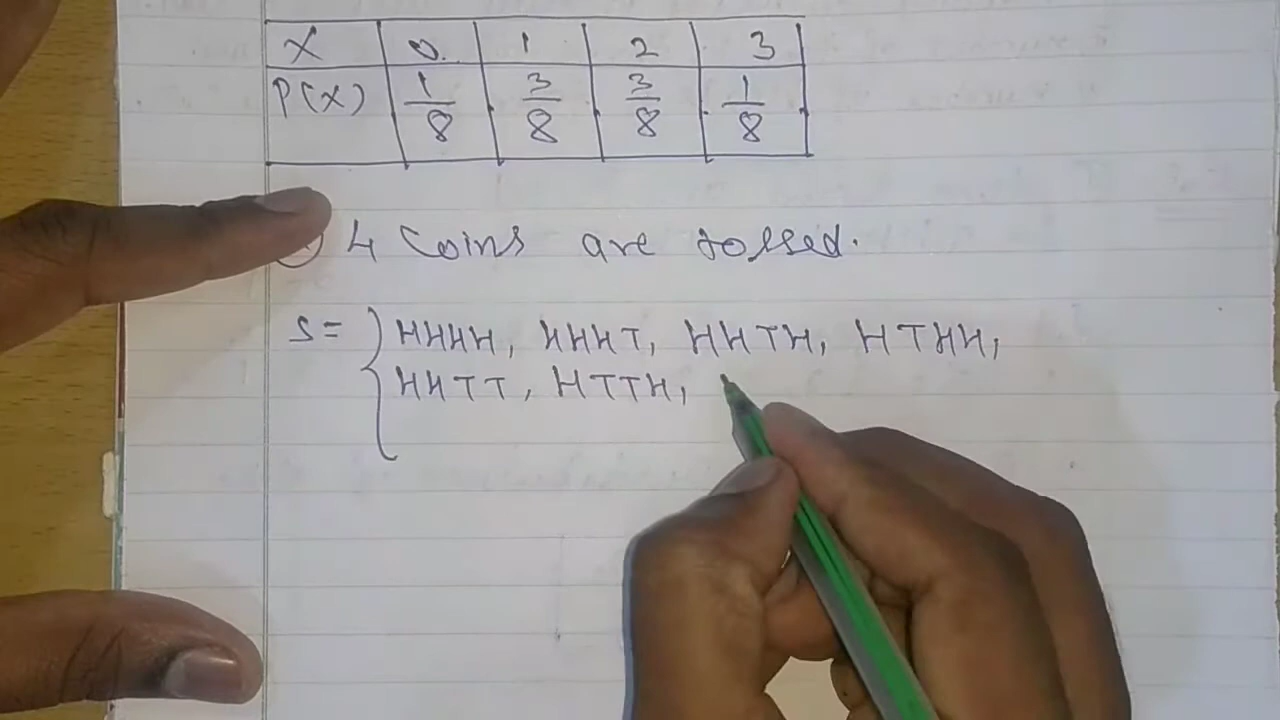 X 0. 1 2 3
P(X) 1/8 3/8 3/8 1/8
4 coins are tossed.
S = { HHHH, HHHT, HHTH, HTHH,
HHTT, HTTH,